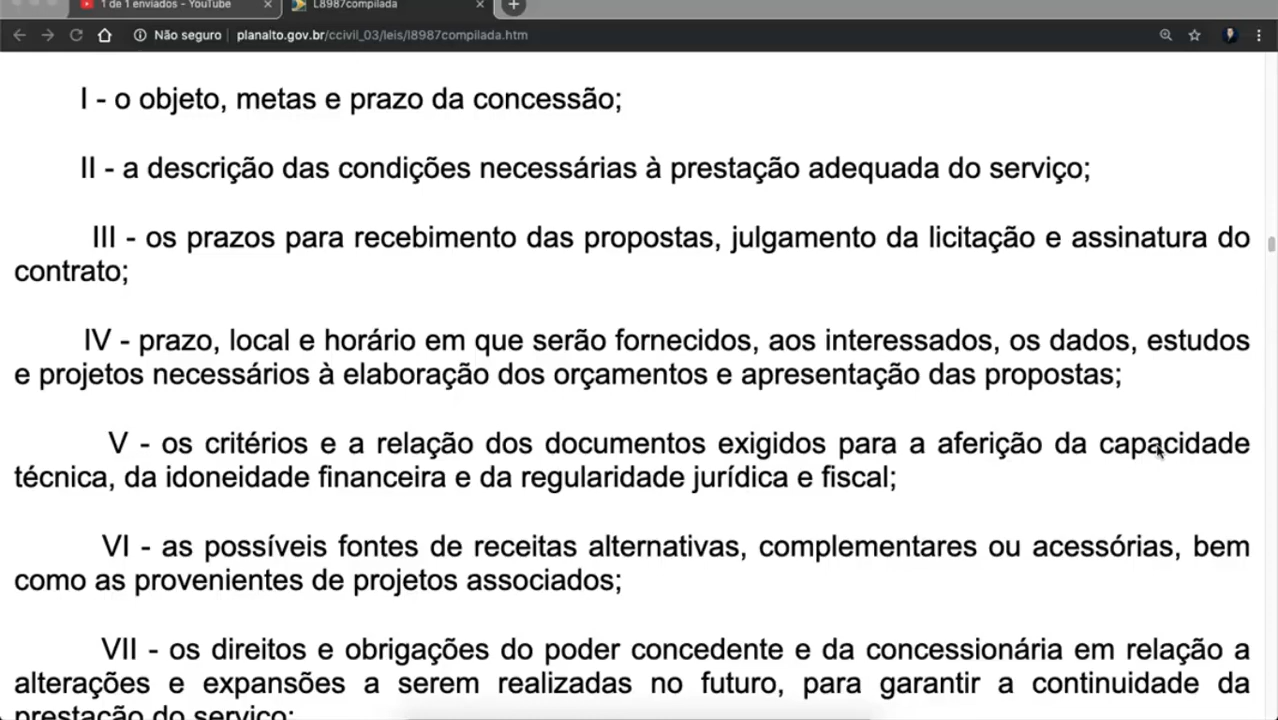 1 de 1 enviados - YouTube
L8987compilada
Não seguro | planalto.gov.br/ccivil_03/leis/l8987compilada.htm
I - o objeto, metas e prazo da concessão;
II - a descrição das condições necessárias à prestação adequada do serviço;
III - os prazos para recebimento das propostas, julgamento da licitação e assinatura do
contrato;
IV - prazo, local e horário em que serão fornecidos, aos interessados, os dados, estudos
e projetos necessários à elaboração dos orçamentos e apresentação das propostas;
V - os critérios e a relação dos documentos exigidos para a aferição da capacidade
técnica, da idoneidade financeira e da regularidade jurídica e fiscal;
VI - as possíveis fontes de receitas alternativas, complementares ou acessórias, bem
como as provenientes de projetos associados;
VII - os direitos e obrigações do poder concedente e da concessionária em relação a
alterações e expansões a serem realizadas no futuro, para garantir a continuidade da
prestação do serviço;